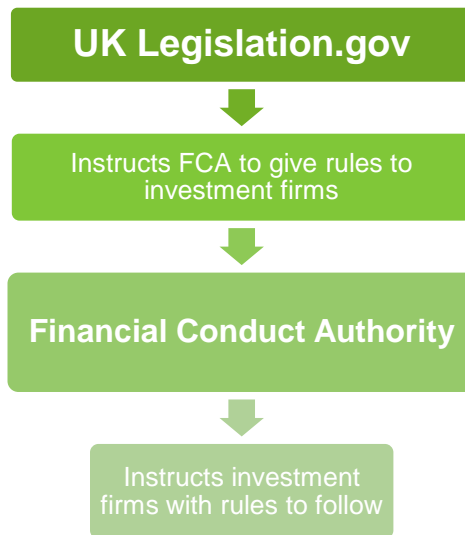 UK Legislation.gov
Instructs FCA to give rules to
investment firms
Financial Conduct Authority
Instructs investment
firms with rules to follow